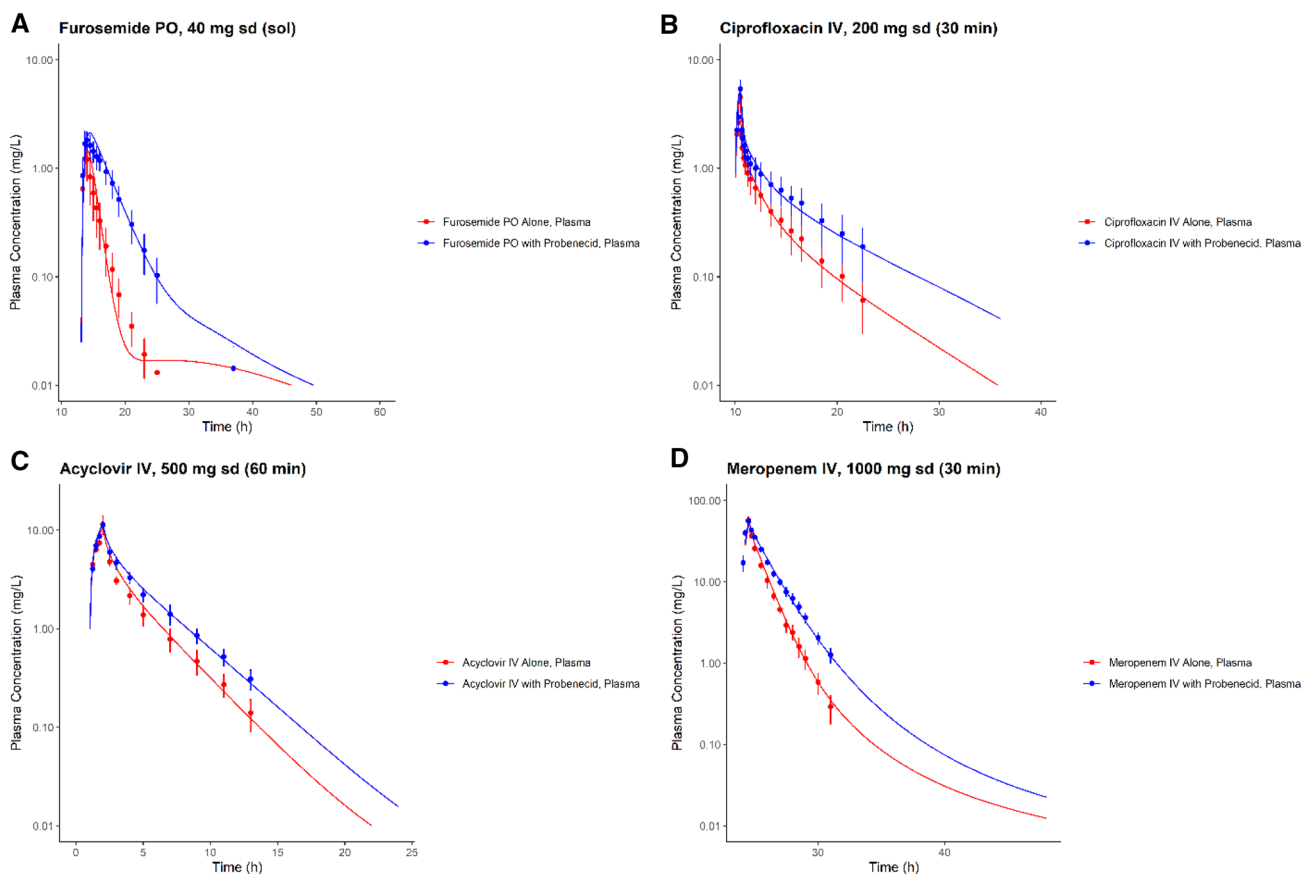 A
Furosemide PO, 40 mg sd (sol)
10.00
1.00
0.10
0.01
Plasma Concentration (mg/L)
10 20 30 40 50 60
Time (h)
Furosemide PO Alone, Plasma
Furosemide PO with Probenecid, Plasma
B
Ciprofloxacin IV, 200 mg sd (30 min)
10.00
1.00
0.10
0.01
Plasma Concentration (mg/L)
10 20 30 40
Time (h)
Ciprofloxacin IV Alone, Plasma
Ciprofloxacin IV with Probenecid, Plasma
C
Acyclovir IV, 500 mg sd (60 min)
10.00
1.00
0.10
0.01
Plasma Concentration (mg/L)
0 5 10 15 20 25
Time (h)
Acyclovir IV Alone, Plasma
Acyclovir IV with Probenecid, Plasma
D
Meropenem IV, 1000 mg sd (30 min)
100.00
10.00
1.00
0.10
0.01
Plasma Concentration (mg/L)
30 40
Time (h)
Meropenem IV Alone, Plasma
Meropenem IV with Probenecid, Plasma